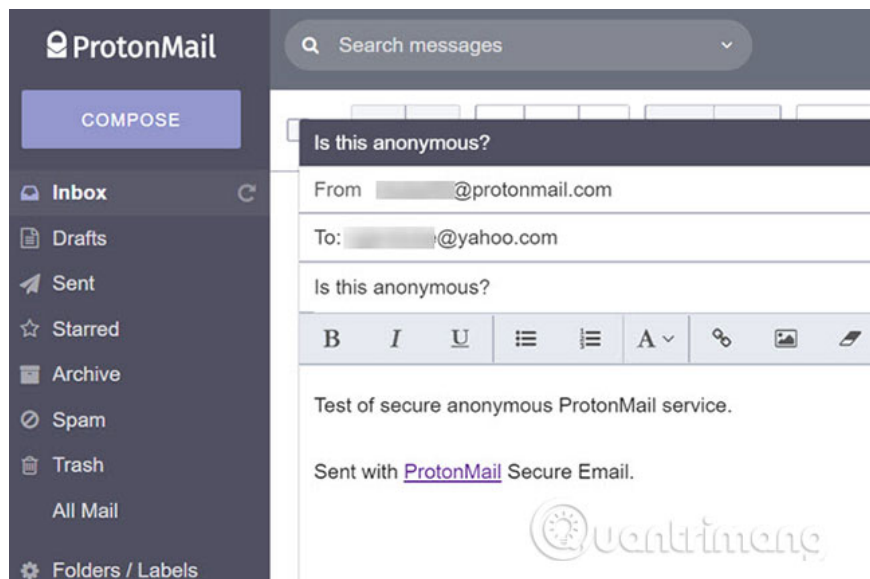 ProtonMail
Search messages
COMPOSE
Is this anonymous?
Inbox
From @protonmail.com
Drafts
To: @yahoo.com
Sent
Is this anonymous?
Starred
B I U A
Archive
Test of secure anonymous ProtonMail service.
Spam
Trash
Sent with ProtonMail Secure Email.
All Mail
Quantrimang
Folders / Labels